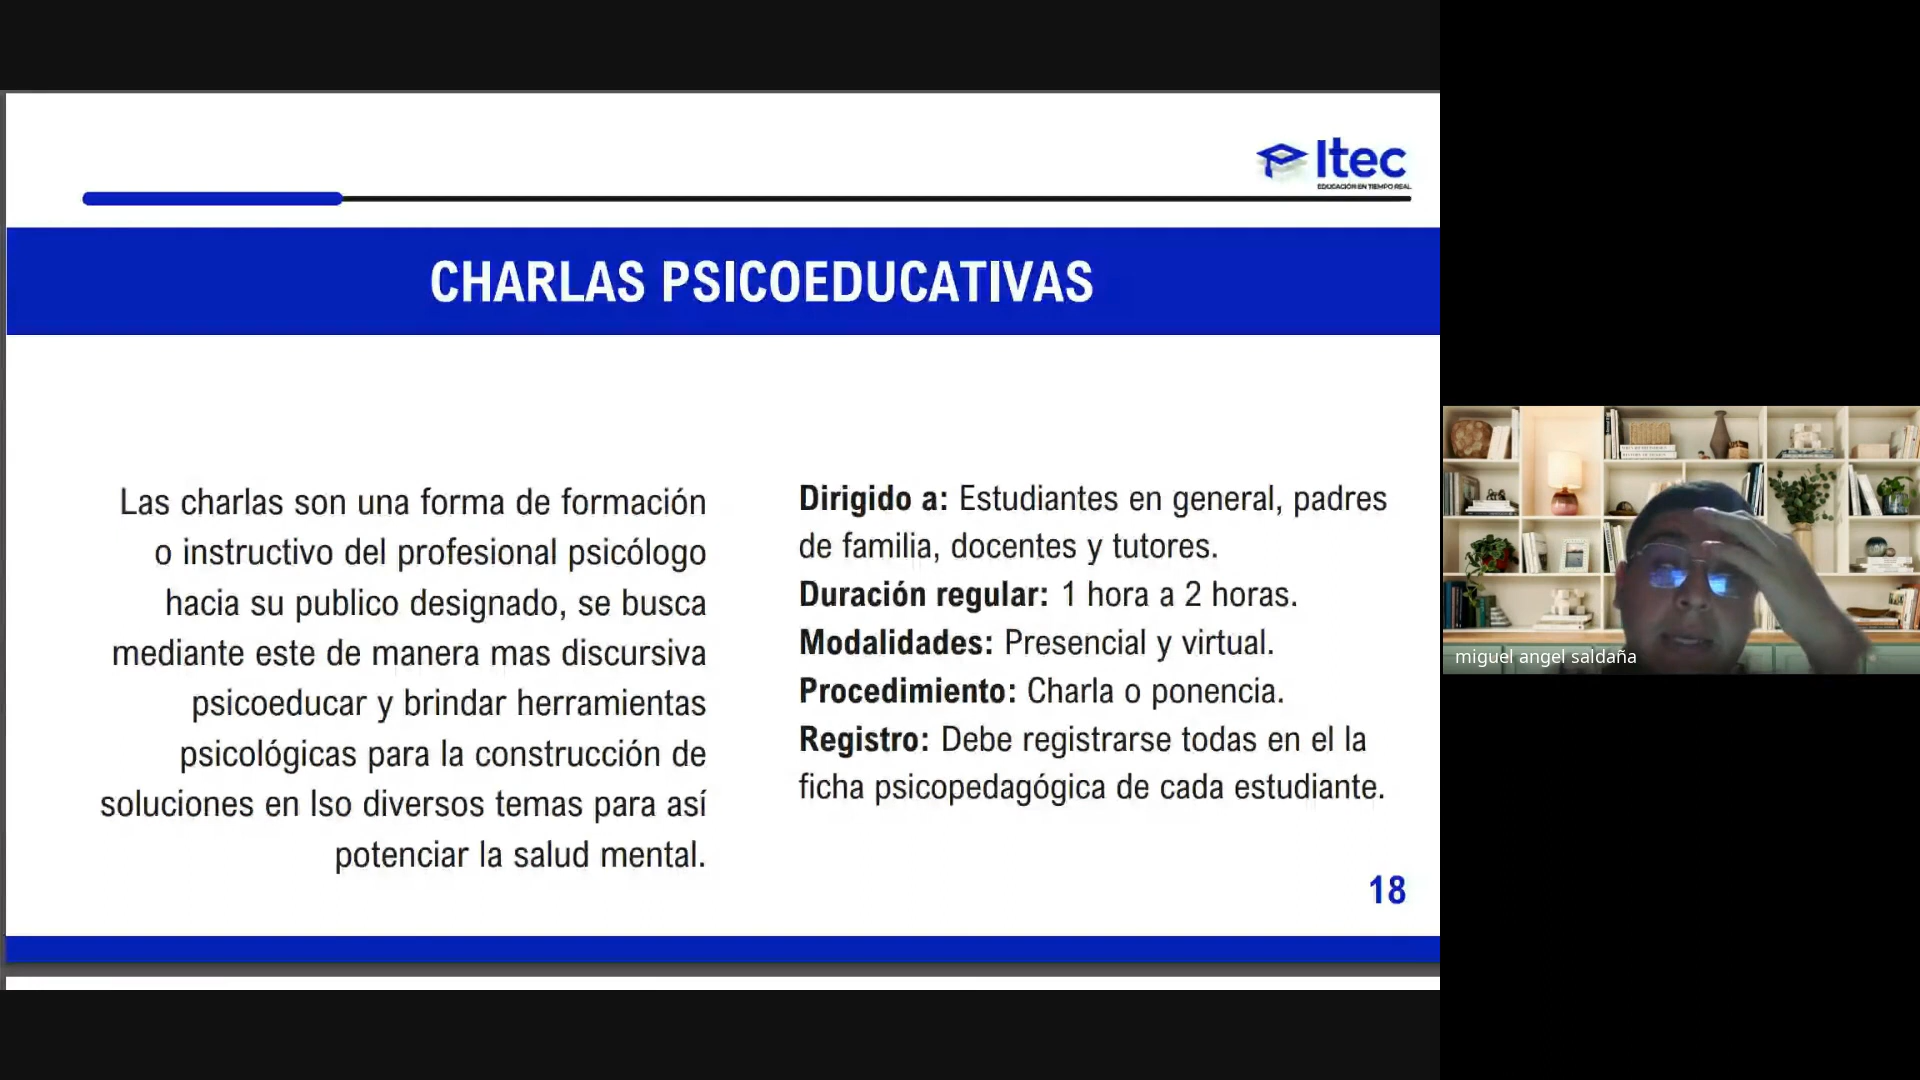 Itec
EDUCACIÓN EN TIEMPO REAL
CHARLAS PSICOEDUCATIVAS
Las charlas son una forma de formación
o instructivo del profesional psicólogo
hacia su publico designado, se busca
mediante este de manera mas discursiva
psicoeducar y brindar herramientas
psicológicas para la construcción de
soluciones en lso diversos temas para así
potenciar la salud mental.
Dirigido a: Estudiantes en general, padres
de familia, docentes y tutores.
Duración regular: 1 hora a 2 horas.
Modalidades: Presencial y virtual.
Procedimiento: Charla o ponencia.
Registro: Debe registrarse todas en el la
ficha psicopedagógica de cada estudiante.
18
miguel angel saldaña